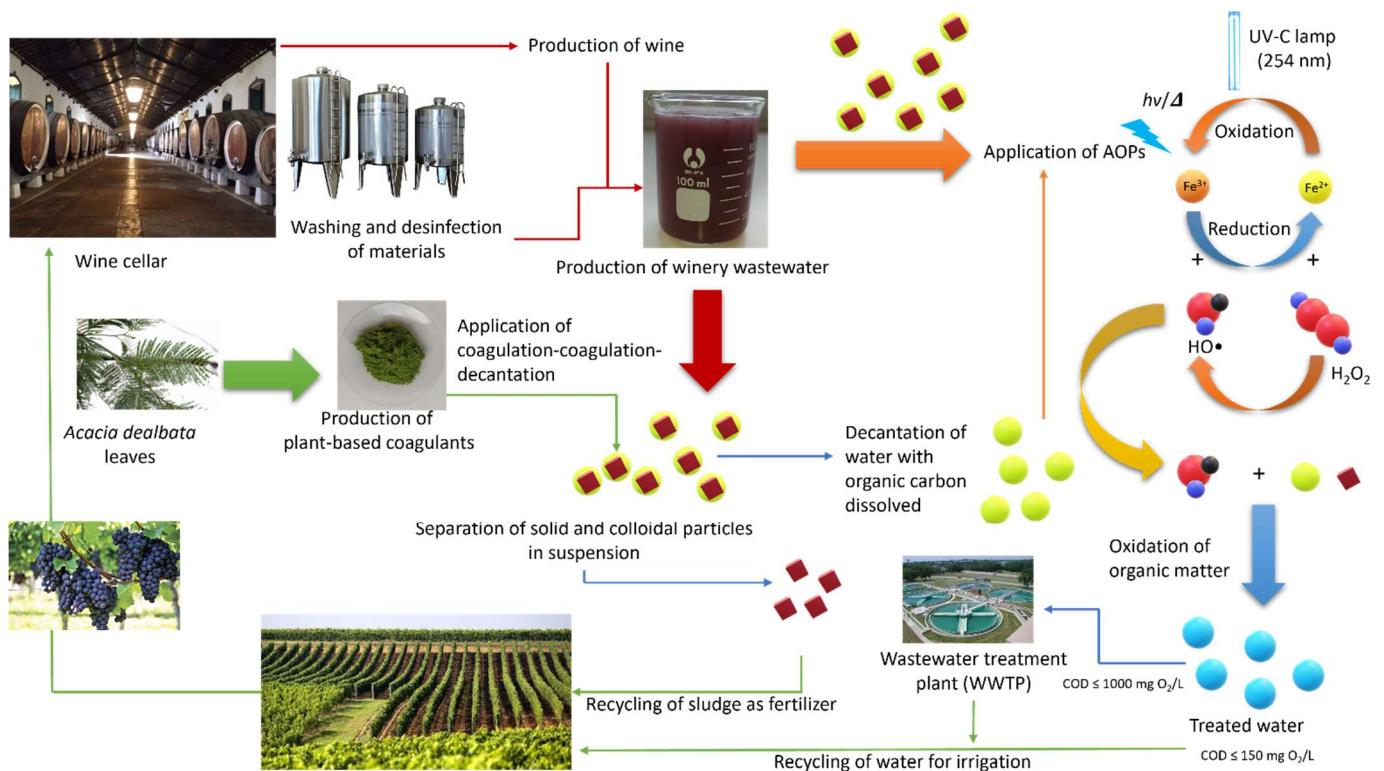 Production of wine
UV-C lamp
(254 nm)
hv/Δ
Oxidation
Application of AOPs
Fe³⁺
Fe²⁺
Reduction
100 ml
Washing and desinfection
of materials
Wine cellar
Production of winery wastewater
+
+
HO•
H₂O₂
Application of
coagulation-coagulation-
decantation
Acacia dealbata
leaves
Production of
plant-based coagulants
Decantation of
water with
organic carbon
dissolved
+
Separation of solid and colloidal particles
in suspension
Oxidation of
organic matter
Wastewater treatment
plant (WWTP)
COD ≤ 1000 mg O₂/L
Recycling of sludge as fertilizer
Treated water
COD ≤ 150 mg O₂/L
Recycling of water for irrigation